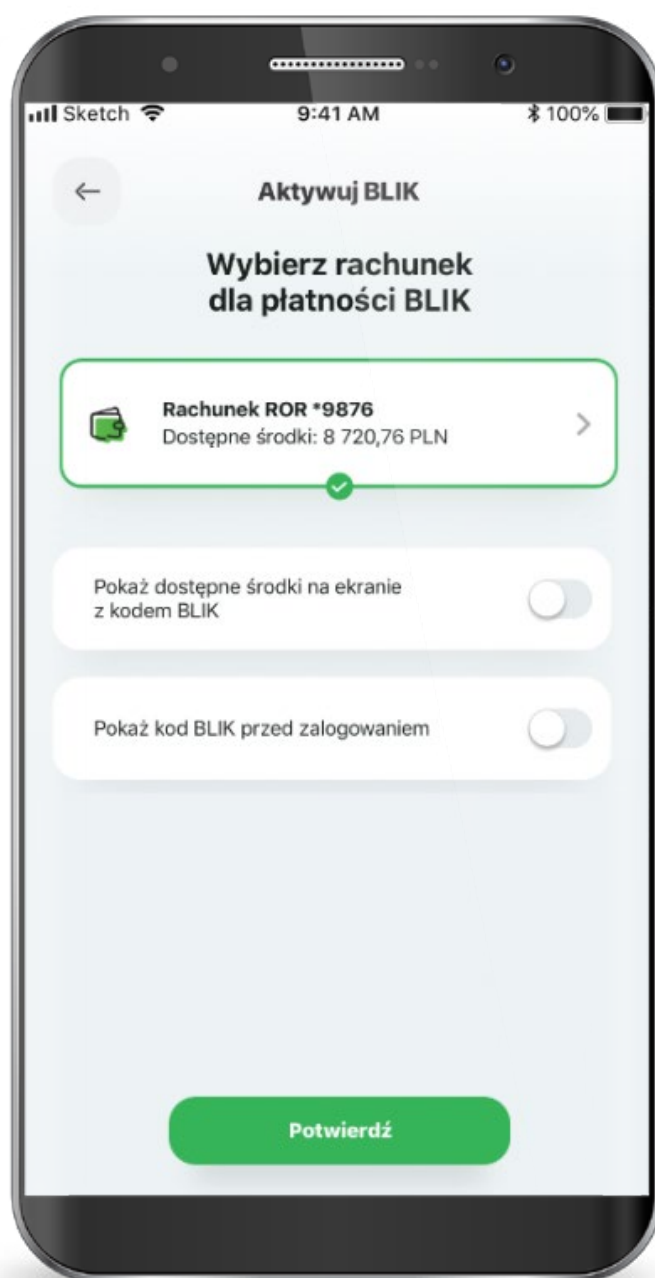 Sketch 9:41 AM 100%
Aktywuj BLIK
Wybierz rachunek
dla płatności BLIK
Rachunek ROR *9876
Dostępne środki: 8 720,76 PLN
Pokaż dostępne środki na ekranie
z kodem BLIK
Pokaż kod BLIK przed zalogowaniem
Potwierdź